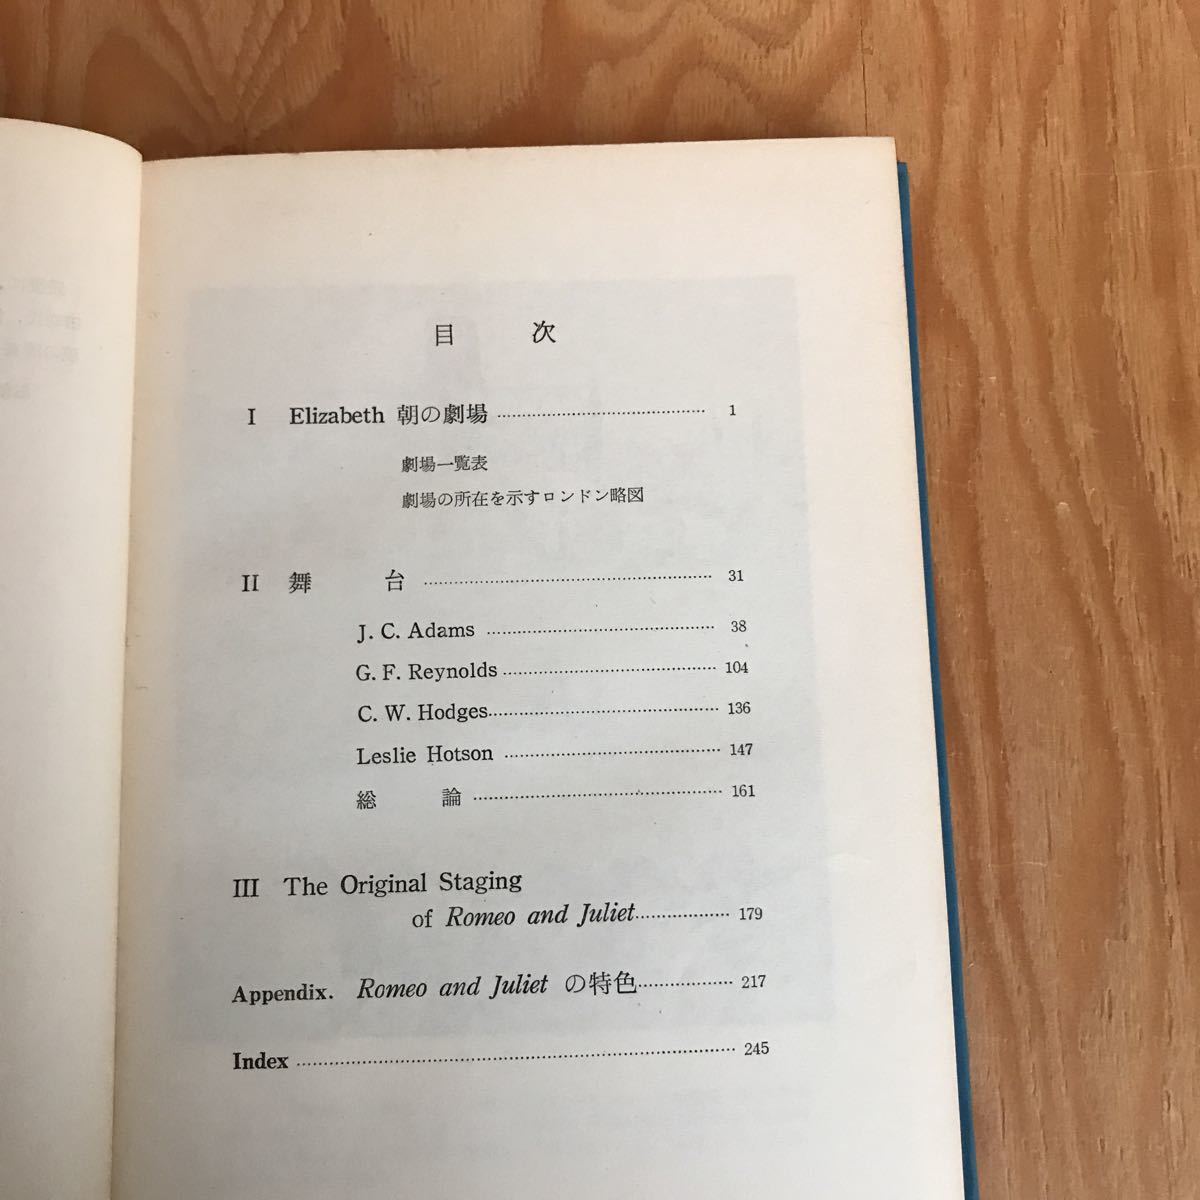 目 次
I Elizabeth 朝の劇場 1
劇場一覧表
劇場の所在を示すロンドン略図
II 舞 台 31
J. C. Adams 38
G. F. Reynolds 104
C. W. Hodges 136
Leslie Hotson 147
総 論 161
III The Original Staging
of Romeo and Juliet 179
Appendix. Romeo and Juliet の特色 217
Index 245